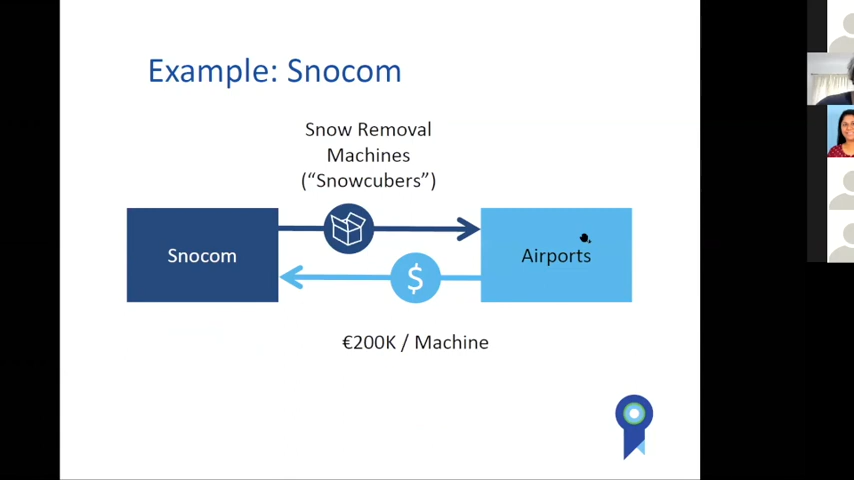 Example: Snocom
Snow Removal
Machines
(“Snowcubers”)
Snocom
$
Airports
€200K / Machine